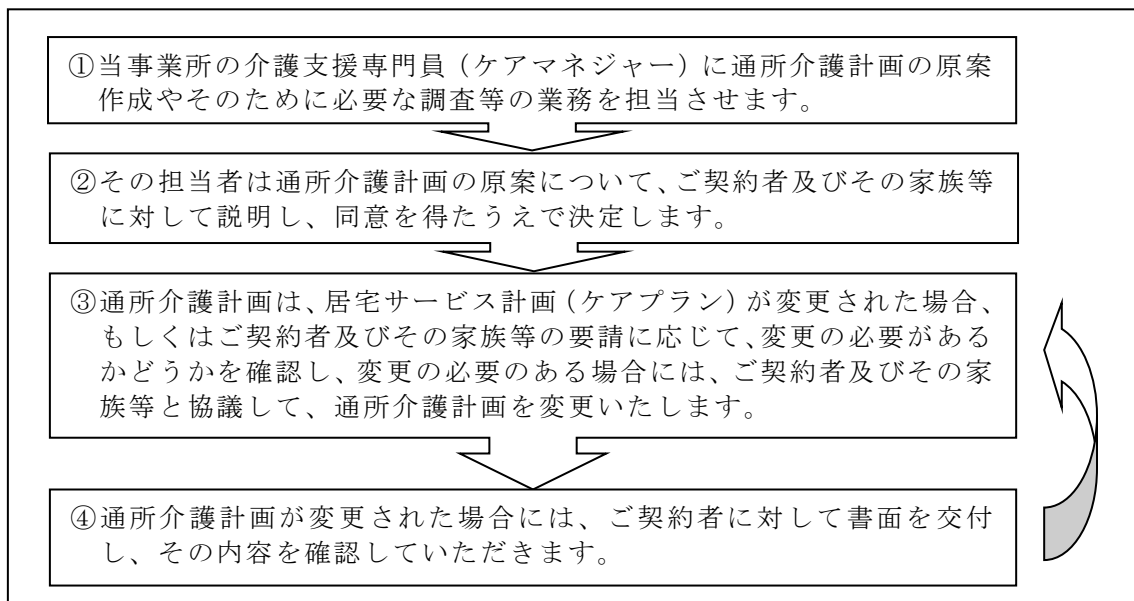 ①当事業所の介護支援専門員（ケアマネジャー）に通所介護計画の原案
作成やそのために必要な調査等の業務を担当させます。
②その担当者は通所介護計画の原案について、ご契約者及びその家族等
に対して説明し、同意を得たうえで決定します。
③通所介護計画は、居宅サービス計画（ケアプラン）が変更された場合、
もしくはご契約者及びその家族等の要請に応じて、変更の必要がある
かどうかを確認し、変更の必要のある場合には、ご契約者及びその家
族等と協議して、通所介護計画を変更いたします。
④通所介護計画が変更された場合には、ご契約者に対して書面を交付
し、その内容を確認していただきます。